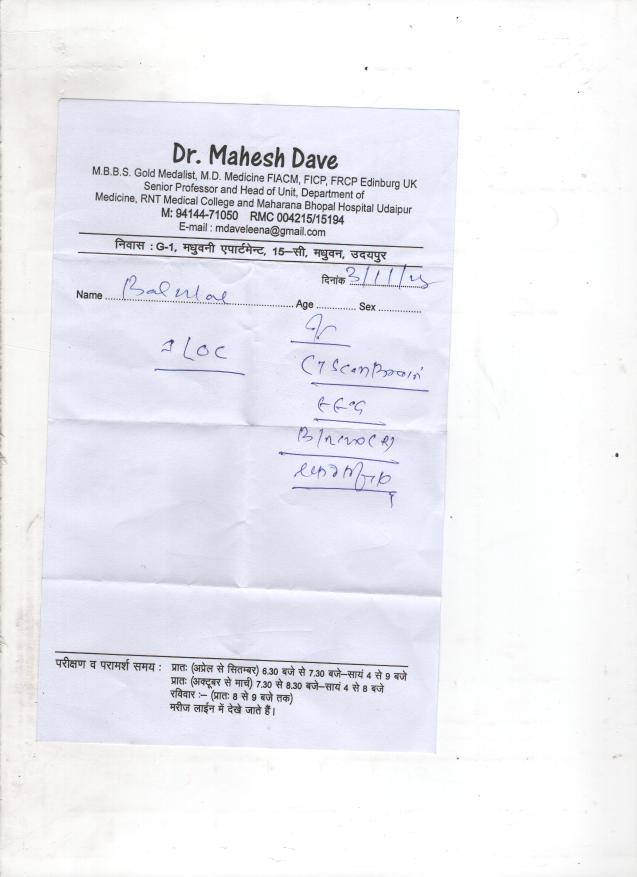 Dr. Mahesh Dave
M.B.B.S. Gold Medalist, M.D. Medicine FIACM, FICP, FRCP Edinburg UK
Senior Professor and Head of Unit, Department of
Medicine, RNT Medical College and Maharana Bhopal Hospital Udaipur
M: 94144-71050 RMC 004215/15194
E-mail : mdaveleena@gmail.com
निवास : G-1, मधुवनी एपार्टमेन्ट, 15-सी, मधुवन, उदयपुर
दिनांक 3/11/
Name Age Sex
LOC
CT Scan Brain
EEG
परीक्षण व परामर्श समय : प्रातः (अप्रेल से सितम्बर) 6.30 बजे से 7.30 बजे-सायं 4 से 9 बजे
प्रातः (अक्टूबर से मार्च) 7.30 से 8.30 बजे-सायं 4 से 8 बजे
रविवार :- (प्रातः 8 से 9 बजे तक)
मरीज लाईन में देखे जाते हैं।